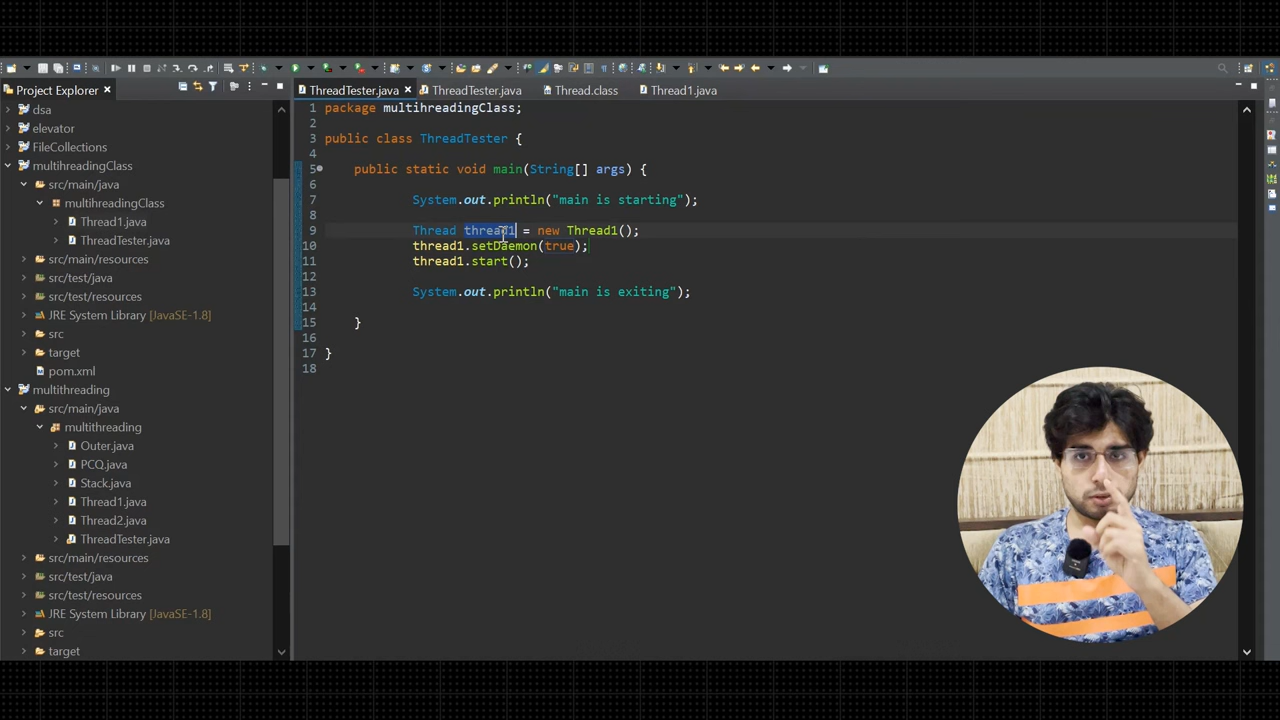 Project Explorer
ThreadTester.java
ThreadTester.java
Thread.class
Thread1.java
dsa
elevator
FileCollections
multihreadingClass
src/main/java
multihreadingClass
Thread1.java
ThreadTester.java
src/main/resources
src/test/java
src/test/resources
JRE System Library [JavaSE-1.8]
src
target
pom.xml
multithreading
src/main/java
multithreading
Outer.java
PCQ.java
Stack.java
Thread1.java
Thread2.java
ThreadTester.java
src/main/resources
src/test/java
src/test/resources
JRE System Library [JavaSE-1.8]
src
target
1 package multihreadingClass;
2
3 public class ThreadTester {
4
5 public static void main(String[] args) {
6
7 System.out.println("main is starting");
8
9 Thread thread1 = new Thread1();
10 thread1.setDaemon(true);
11 thread1.start();
12
13 System.out.println("main is exiting");
14
15 }
16
17 }
18